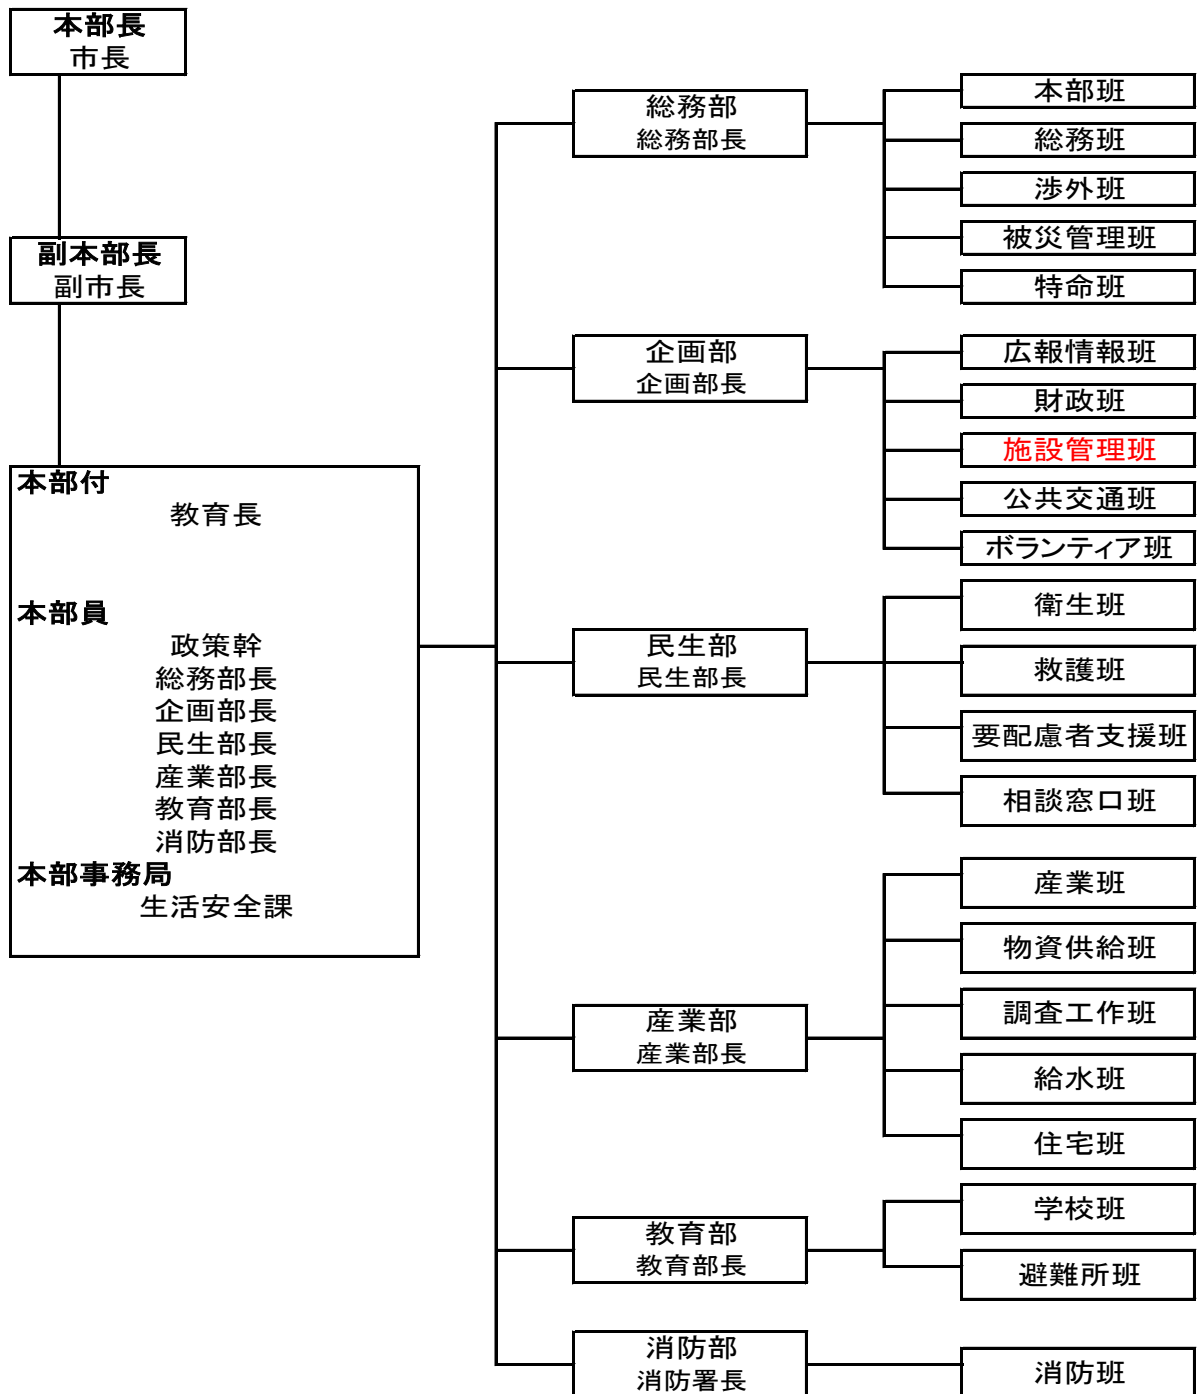 本部長
市長
副本部長
副市長
本部付
教育長
本部員
政策幹
総務部長
企画部長
民生部長
産業部長
教育部長
消防部長
本部事務局
生活安全課
総務部
総務部長
本部班
総務班
渉外班
被災管理班
特命班
企画部
企画部長
広報情報班
財政班
施設管理班
公共交通班
ボランティア班
民生部
民生部長
衛生班
救護班
要配慮者支援班
相談窓口班
産業部
産業部長
産業班
物資供給班
調査工作班
給水班
住宅班
教育部
教育部長
学校班
避難所班
消防部
消防署長
消防班